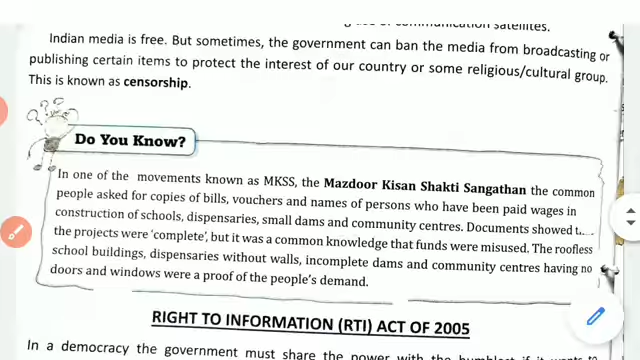 communication satellites.
Indian media is free. But sometimes, the government can ban the media from broadcasting or
publishing certain items to protect the interest of our country or some religious/cultural group.
This is known as censorship.
Do You Know?
In one of the movements known as MKSS, the Mazdoor Kisan Shakti Sangathan the common
people asked for copies of bills, vouchers and names of persons who have been paid wages in
construction of schools, dispensaries, small dams and community centres. Documents showed
the projects were 'complete', but it was a common knowledge that funds were misused. The roofless
school buildings, dispensaries without walls, incomplete dams and community centres having no
doors and windows were a proof of the people's demand.
RIGHT TO INFORMATION (RTI) ACT OF 2005
In a democracy the government must share the power with the humblest if it wants to